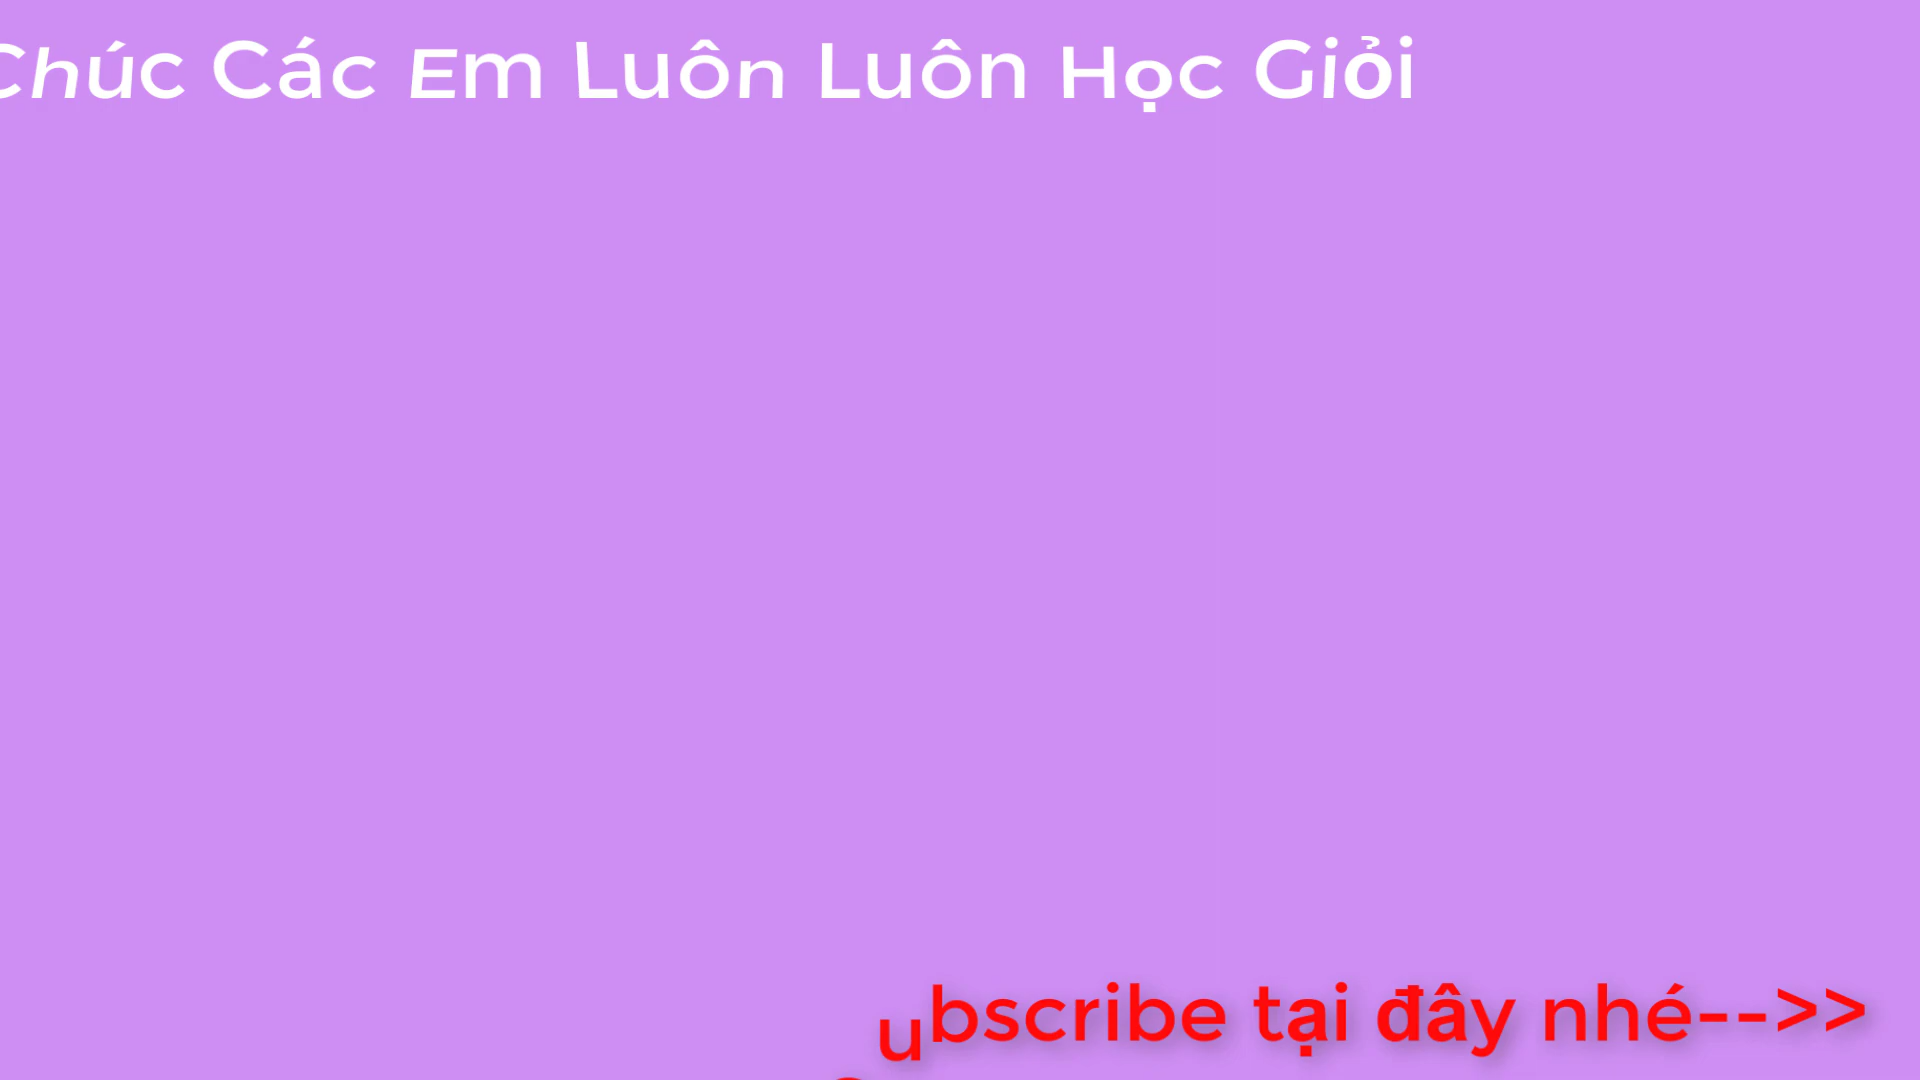 Chúc Các Em Luôn Luôn Học Giỏi
ubscribe tại đây nhé-->>